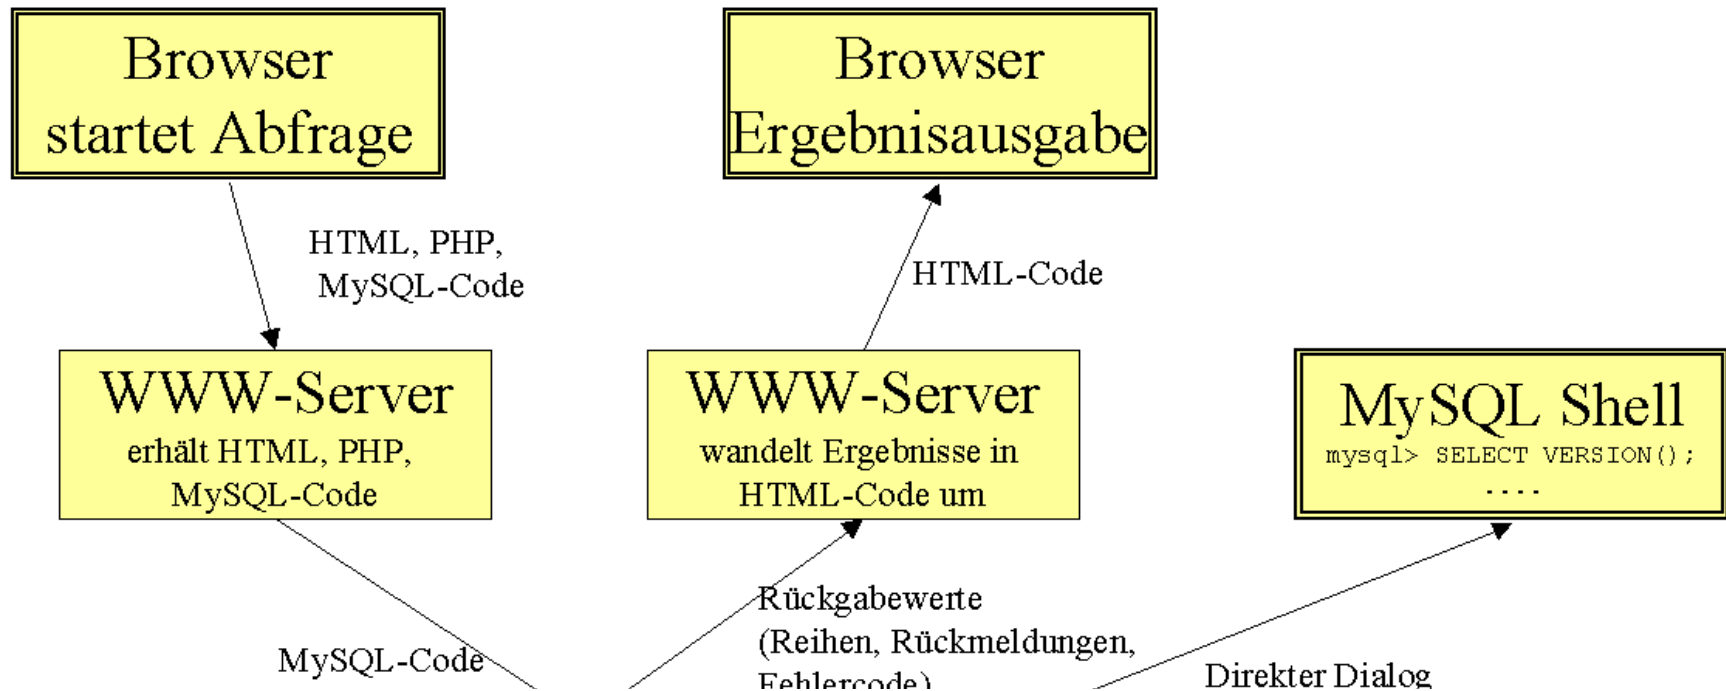 Browser
startet Abfrage
Browser
Ergebnisausgabe
HTML, PHP,
MySQL-Code
HTML-Code
WWW-Server
erhält HTML, PHP,
MySQL-Code
WWW-Server
wandelt Ergebnisse in
HTML-Code um
MySQL Shell
mysql> SELECT VERSION();
....
MySQL-Code
Rückgabewerte
(Reihen, Rückmeldungen,
Fehlercode)
Direkter Dialog